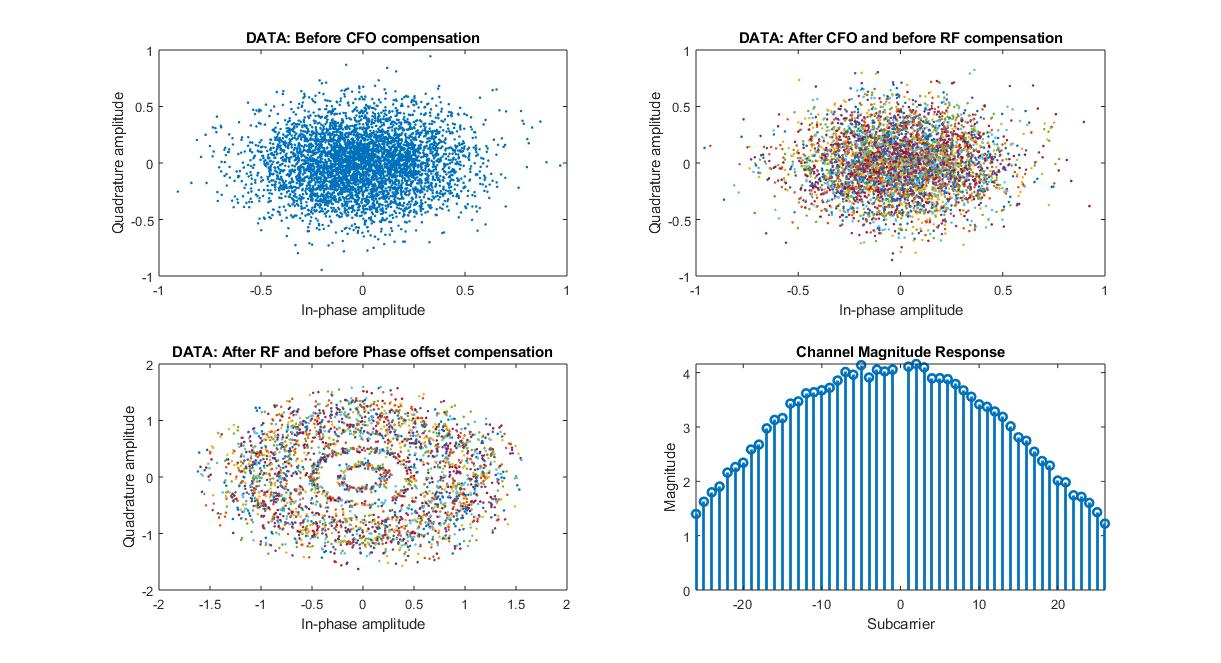 DATA: Before CFO compensation
1
0.5
0
-0.5
-1
Quadrature amplitude
-1 -0.5 0 0.5 1
In-phase amplitude
DATA: After CFO and before RF compensation
1
0.5
0
-0.5
-1
Quadrature amplitude
-1 -0.5 0 0.5 1
In-phase amplitude
DATA: After RF and before Phase offset compensation
2
1
0
-1
-2
Quadrature amplitude
-2 -1.5 -1 -0.5 0 0.5 1 1.5 2
In-phase amplitude
Channel Magnitude Response
4
3
2
1
0
Magnitude
-20 -10 0 10 20
Subcarrier